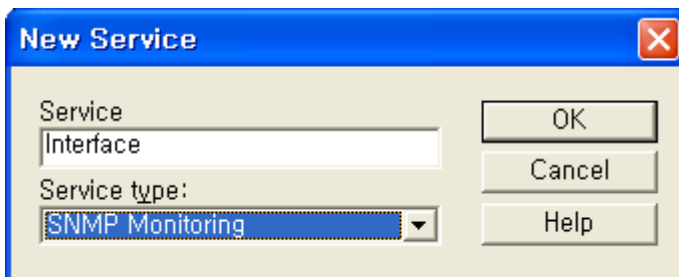 New Service
Service
Interface
Service type:
SNMP Monitoring
OK
Cancel
Help